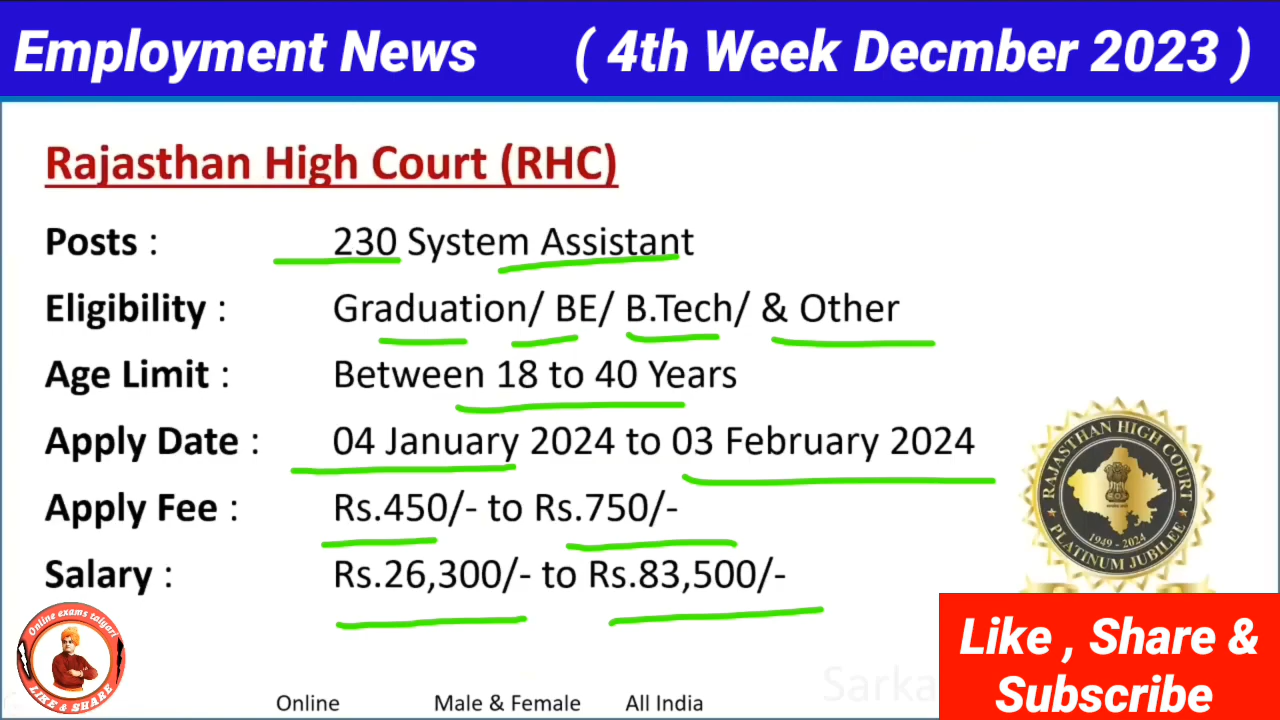 Employment News ( 4th Week Decmber 2023 )
Rajasthan High Court (RHC)
Posts : 230 System Assistant
Eligibility : Graduation/ BE/ B.Tech/ & Other
Age Limit : Between 18 to 40 Years
Apply Date : 04 January 2024 to 03 February 2024
Apply Fee : Rs.450/- to Rs.750/-
Salary : Rs.26,300/- to Rs.83,500/-
RAJASTHAN HIGH COURT
1949 - 2024
PLATINUM JUBILEE
Online exams taiyari
LIKE & SHARE
Like , Share &
Subscribe
Sarka
Online Male & Female All India